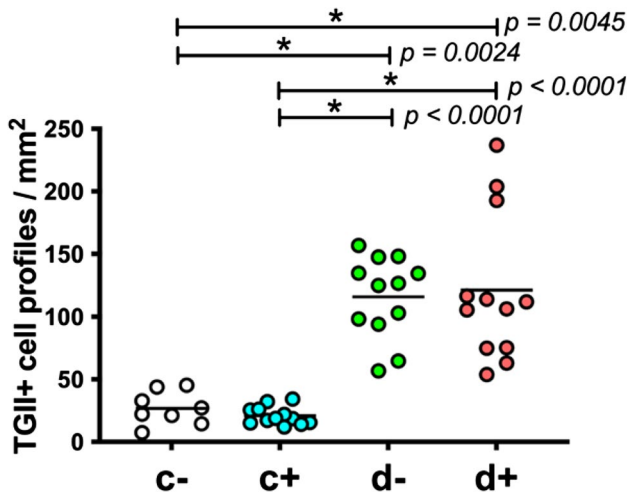 *
p = 0.0045
*
p = 0.0024
*
p < 0.0001
*
p < 0.0001
TGII+ cell profiles / mm²
250
200
150
100
50
0
c- c+ d- d+